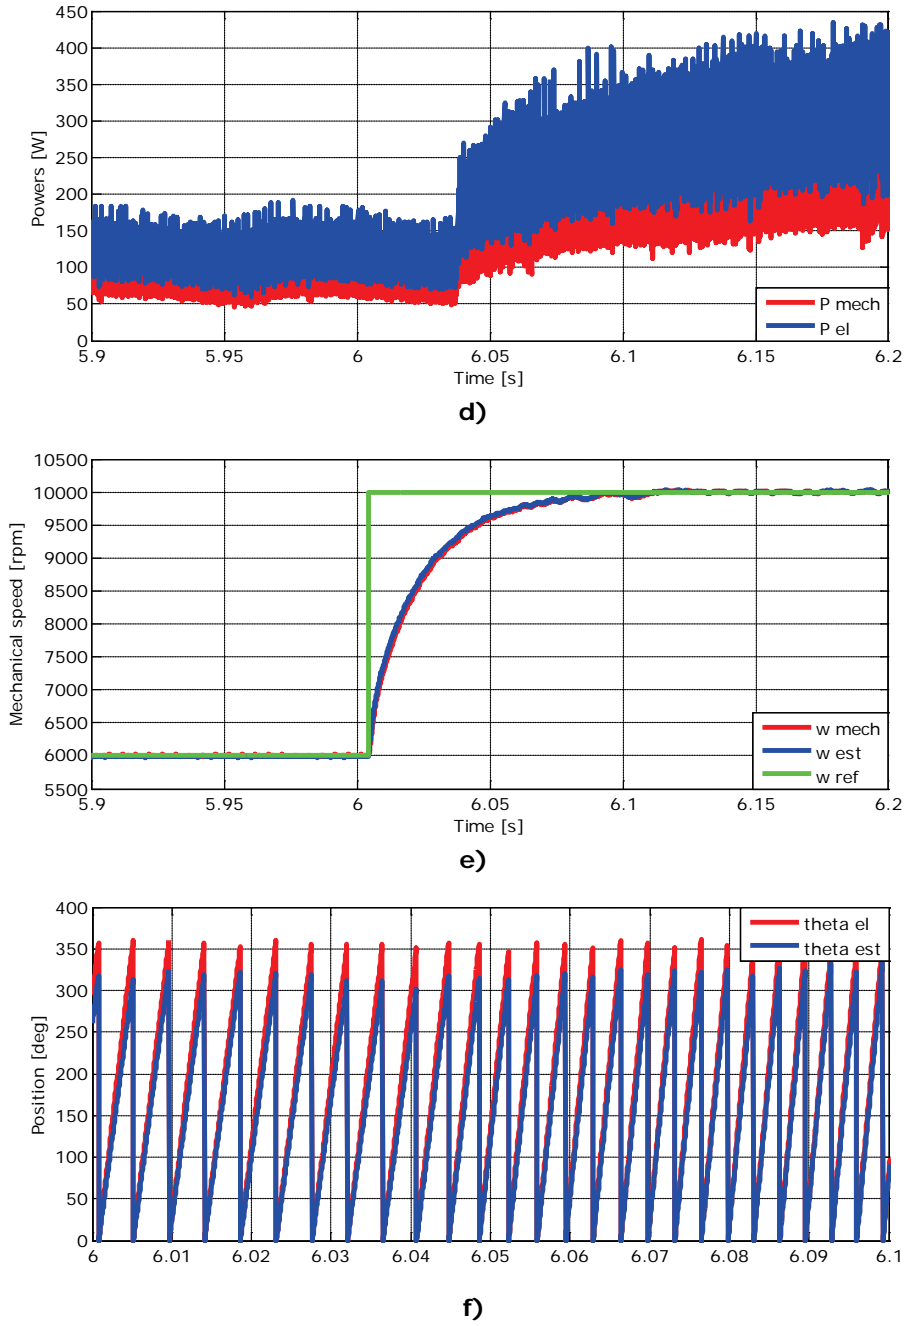 450
400
350
300
250
200
150
100
50
0
Powers [W]
P mech
P el
5.9 5.95 6 6.05 6.1 6.15 6.2
Time [s]
d)
10500
10000
9500
9000
8500
8000
7500
7000
6500
6000
5500
Mechanical speed [rpm]
w mech
w est
w ref
5.9 5.95 6 6.05 6.1 6.15 6.2
Time [s]
e)
400
350
300
250
200
150
100
50
0
Position [deg]
theta el
theta est
6 6.01 6.02 6.03 6.04 6.05 6.06 6.07 6.08 6.09 6.1
f)